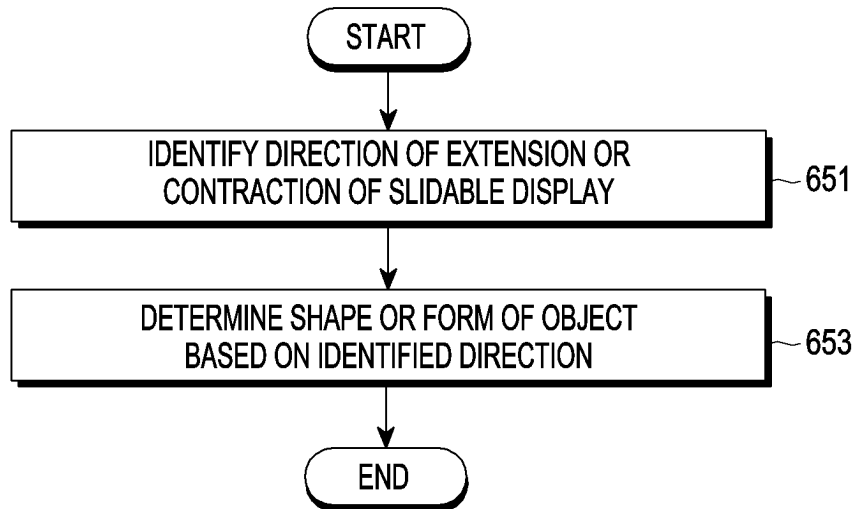 START
IDENTIFY DIRECTION OF EXTENSION OR
CONTRACTION OF SLIDABLE DISPLAY
651
DETERMINE SHAPE OR FORM OF OBJECT
BASED ON IDENTIFIED DIRECTION
653
END